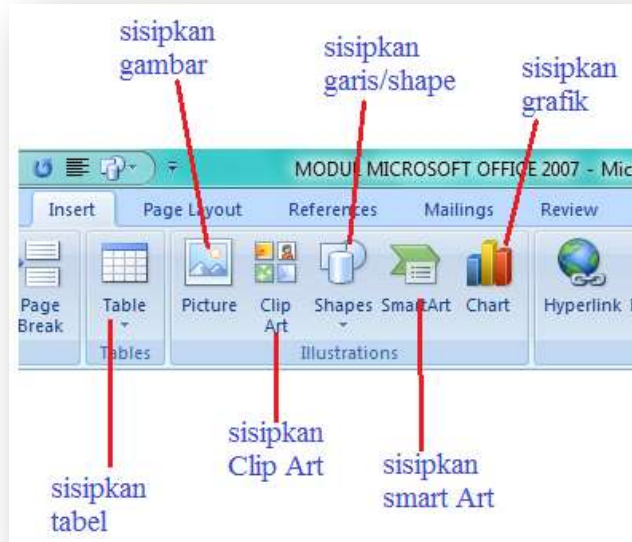 sisipkan
gambar
sisipkan
garis/shape
sisipkan
grafik
MODUL MICROSOFT OFFICE 2007 - Mic
Insert Page Layout References Mailings Review
Page
Break
Table
Picture
Clip
Art
Shapes
SmartArt
Chart
Hyperlink
Tables
Illustrations
sisipkan
Clip Art
sisipkan
smart Art
sisipkan
tabel